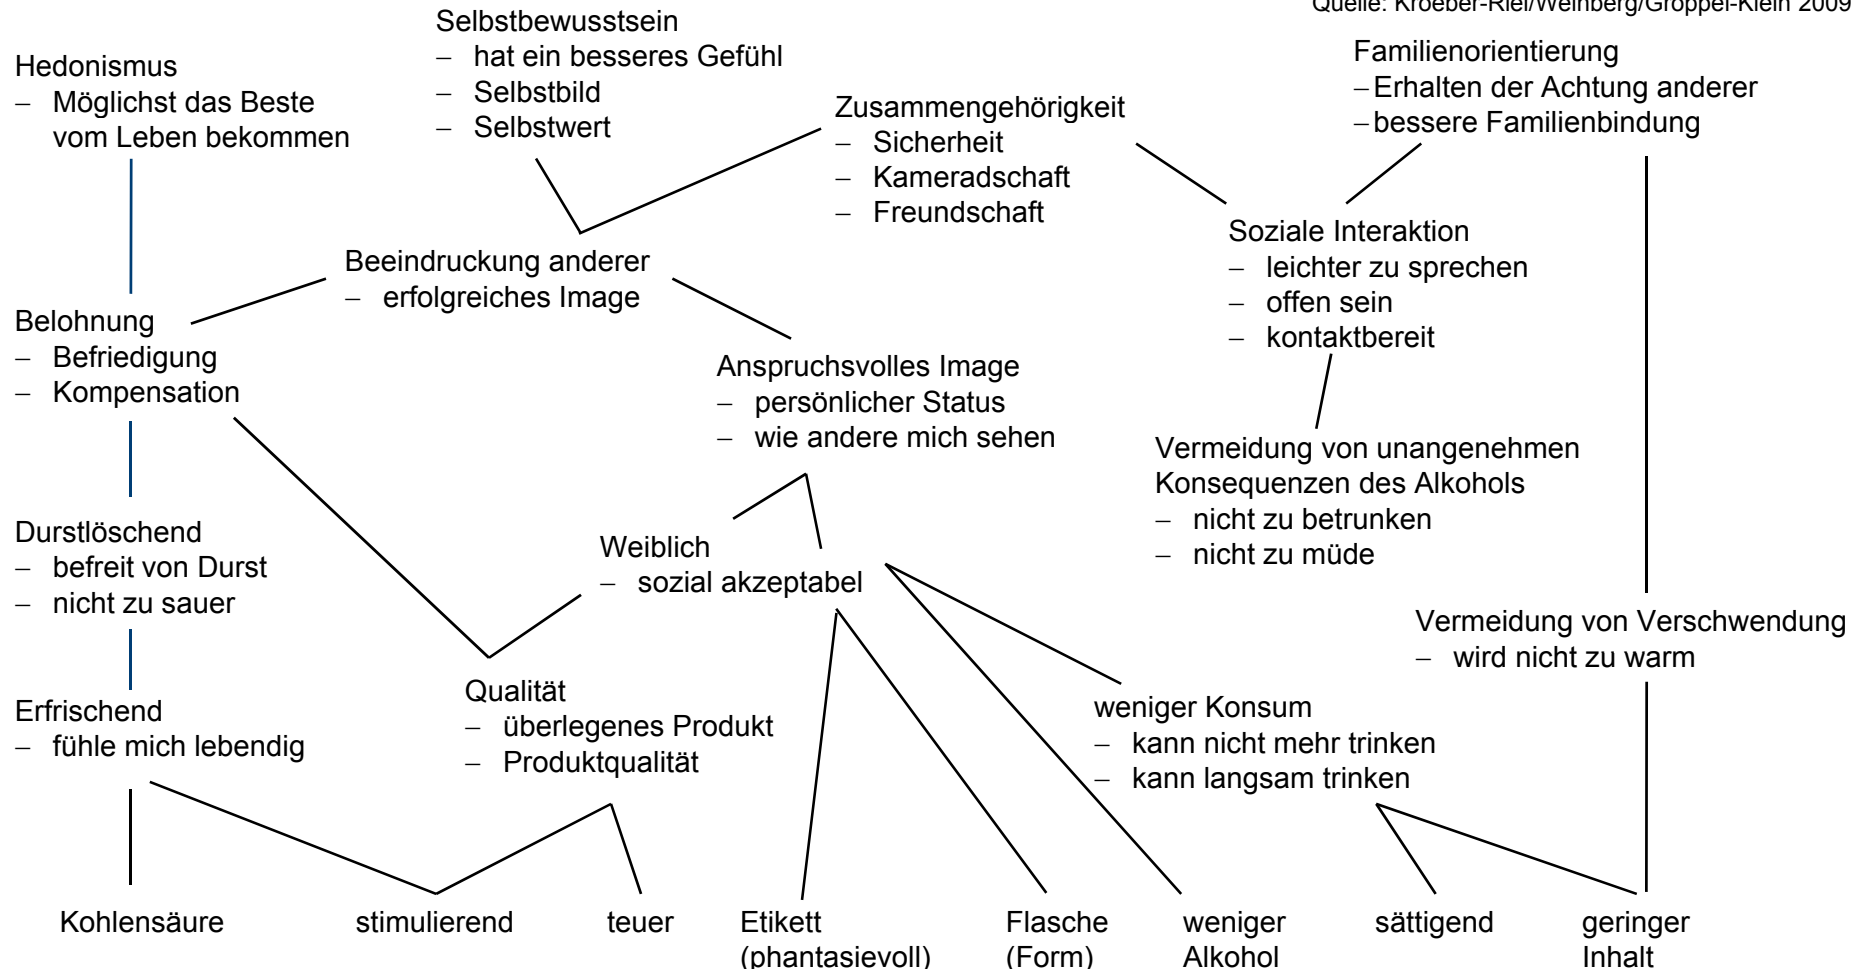 Quelle: Kroeber-Riel/Weinberg/Gröppel-Klein 2009
Selbstbewusstsein
– hat ein besseres Gefühl
– Selbstbild
– Selbstwert
Familienorientierung
– Erhalten der Achtung anderer
– bessere Familienbindung
Hedonismus
– Möglichst das Beste
vom Leben bekommen
Zusammengehörigkeit
– Sicherheit
– Kameradschaft
– Freundschaft
Soziale Interaktion
– leichter zu sprechen
– offen sein
– kontaktbereit
Beeindruckung anderer
– erfolgreiches Image
Belohnung
– Befriedigung
– Kompensation
Anspruchsvolles Image
– persönlicher Status
– wie andere mich sehen
Vermeidung von unangenehmen
Konsequenzen des Alkohols
– nicht zu betrunken
– nicht zu müde
Durstlöschend
– befreit von Durst
– nicht zu sauer
Weiblich
– sozial akzeptabel
Vermeidung von Verschwendung
– wird nicht zu warm
Qualität
– überlegenes Produkt
– Produktqualität
Erfrischend
– fühle mich lebendig
weniger Konsum
– kann nicht mehr trinken
– kann langsam trinken
Kohlensäure
stimulierend
teuer
Etikett
(phantasievoll)
Flasche
(Form)
weniger
Alkohol
sättigend
geringer
Inhalt